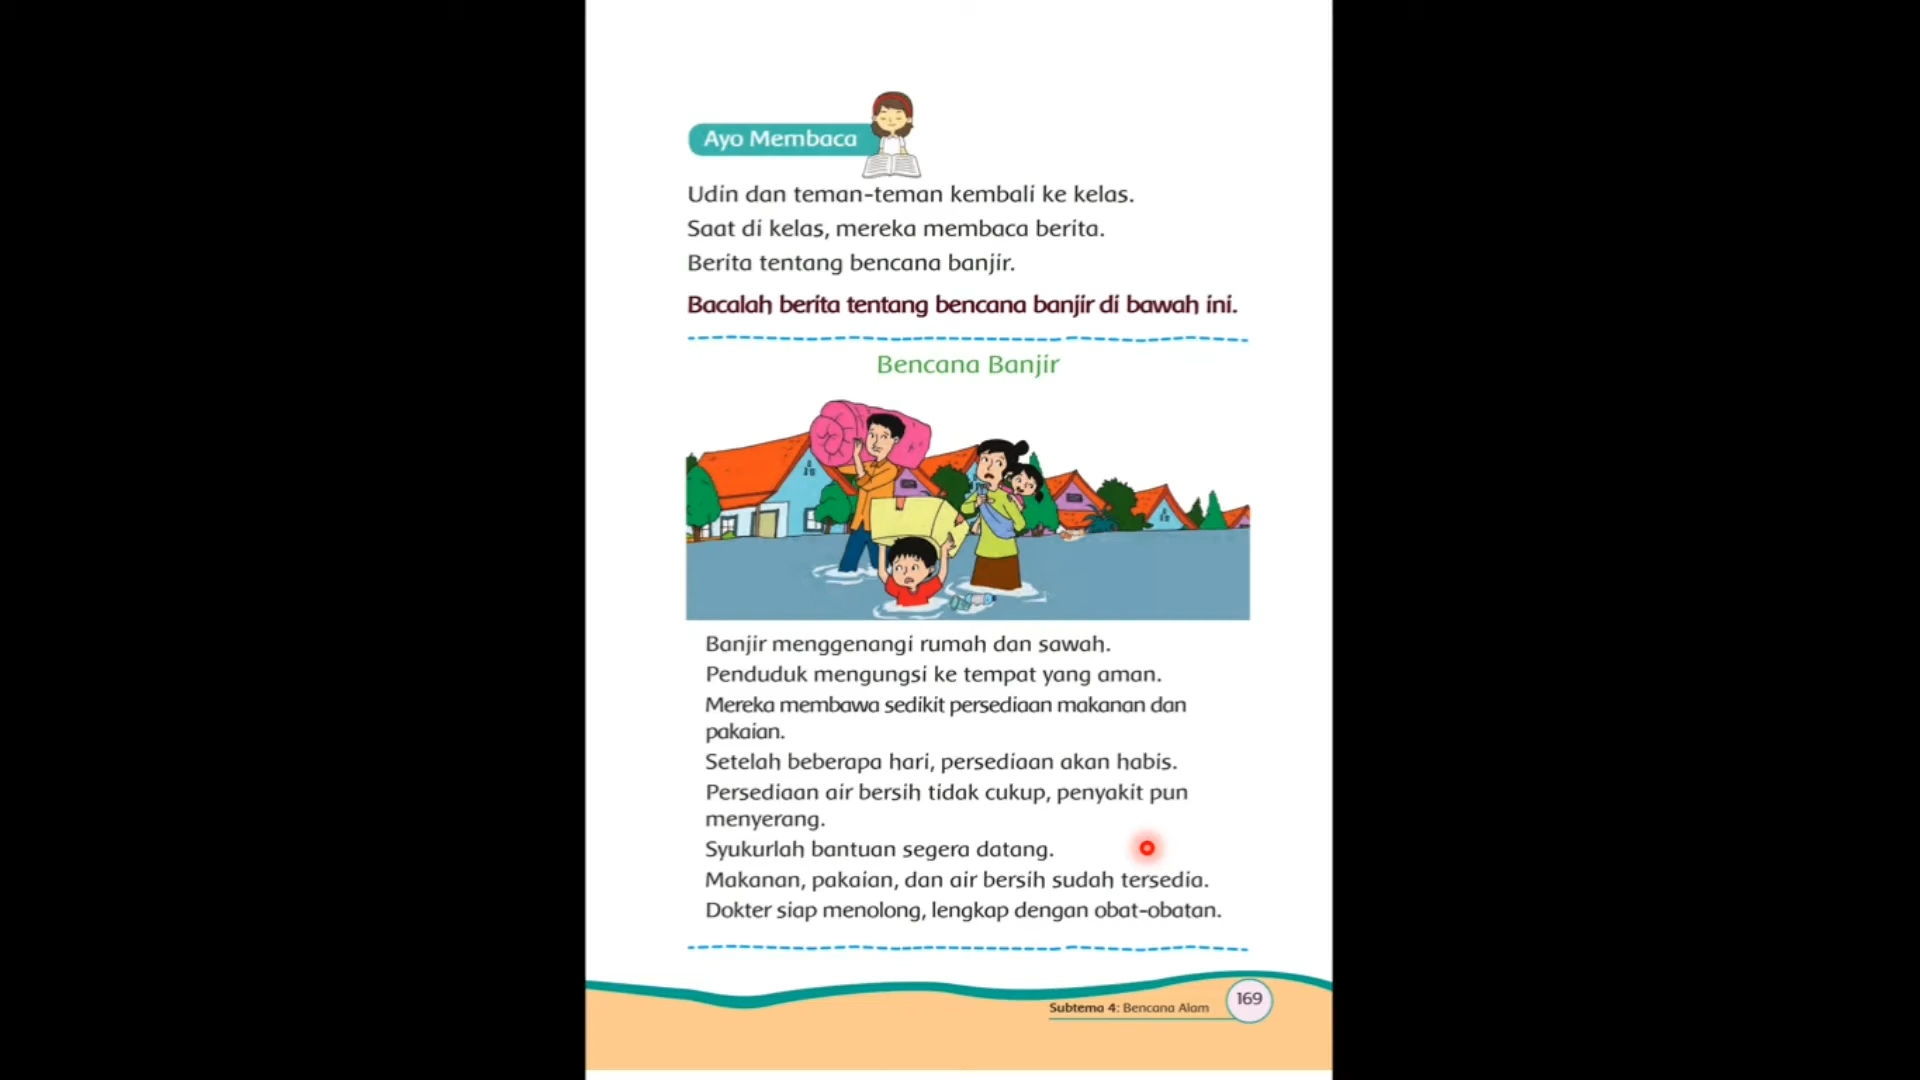 Ayo Membaca
Udin dan teman-teman kembali ke kelas.
Saat di kelas, mereka membaca berita.
Berita tentang bencana banjir.
Bacalah berita tentang bencana banjir di bawah ini.
Bencana Banjir
Banjir menggenangi rumah dan sawah.
Penduduk mengungsi ke tempat yang aman.
Mereka membawa sedikit persediaan makanan dan
pakaian.
Setelah beberapa hari, persediaan akan habis.
Persediaan air bersih tidak cukup, penyakit pun
menyerang.
Syukurlah bantuan segera datang.
Makanan, pakaian, dan air bersih sudah tersedia.
Dokter siap menolong, lengkap dengan obat-obatan.
Subtema 4: Bencana Alam
169